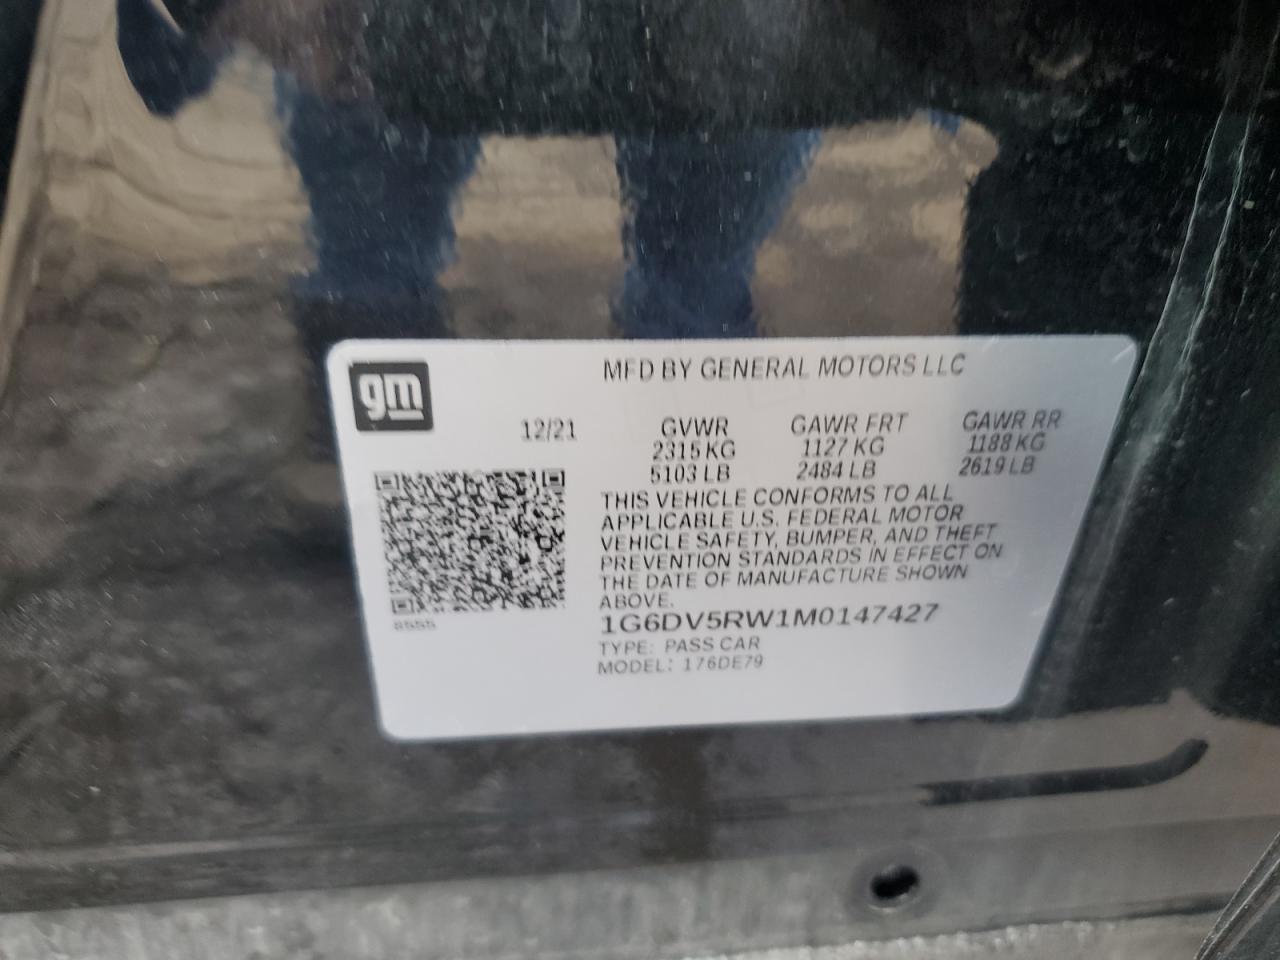 gm
MFD BY GENERAL MOTORS LLC
12/21 GVWR GAWR FRT GAWR RR
2315 KG 1127 KG 1188 KG
5103 LB 2484 LB 2619 LB
THIS VEHICLE CONFORMS TO ALL
APPLICABLE U.S. FEDERAL MOTOR
VEHICLE SAFETY, BUMPER, AND THEFT
PREVENTION STANDARDS IN EFFECT ON
THE DATE OF MANUFACTURE SHOWN
ABOVE.
1G6DV5RW1M0147427
TYPE: PASS CAR
MODEL: 176DE79
8555